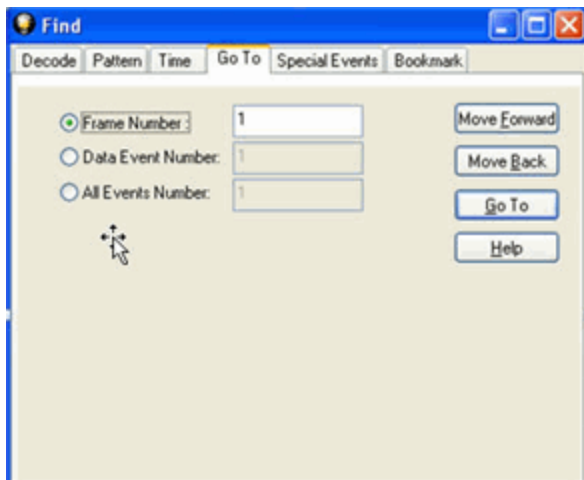 Find
Decode Pattern Time Go To Special Events Bookmark
Frame Number: 1 Move Forward
Data Event Number: 1 Move Back
All Events Number: 1 Go To
Help